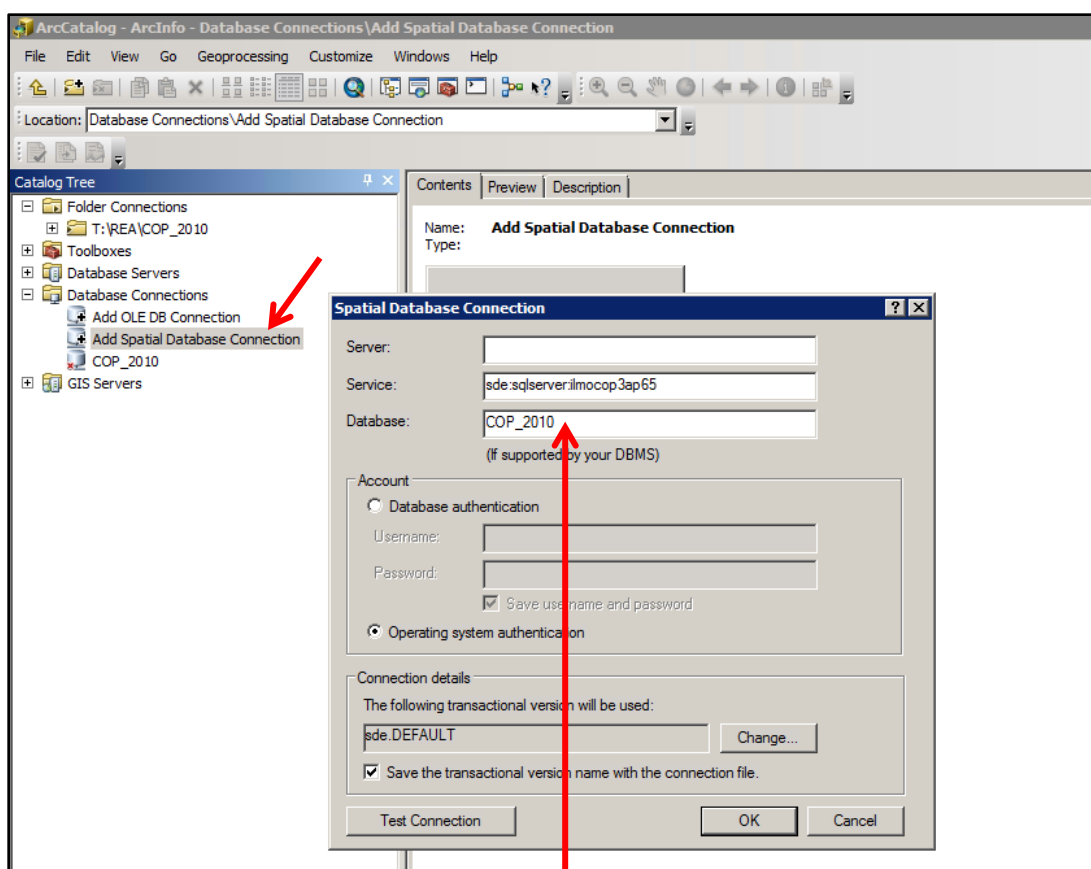 ArcCatalog - ArcInfo - Database Connections\Add Spatial Database Connection
File Edit View Go Geoprocessing Customize Windows Help
Location: Database Connections\Add Spatial Database Connection
Catalog Tree
Folder Connections
T:\REA\COP_2010
Toolboxes
Database Servers
Database Connections
Add OLE DB Connection
Add Spatial Database Connection
COP_2010
GIS Servers
Contents Preview Description
Name: Add Spatial Database Connection
Type:
Spatial Database Connection
Server:
Service: sde:sqlserver:ilmocop3ap65
Database: COP_2010
(If supported by your DBMS)
Account
Database authentication
Username:
Password:
Save username and password
Operating system authentication
Connection details
The following transactional version will be used:
sde.DEFAULT Change...
Save the transactional version name with the connection file.
Test Connection OK Cancel